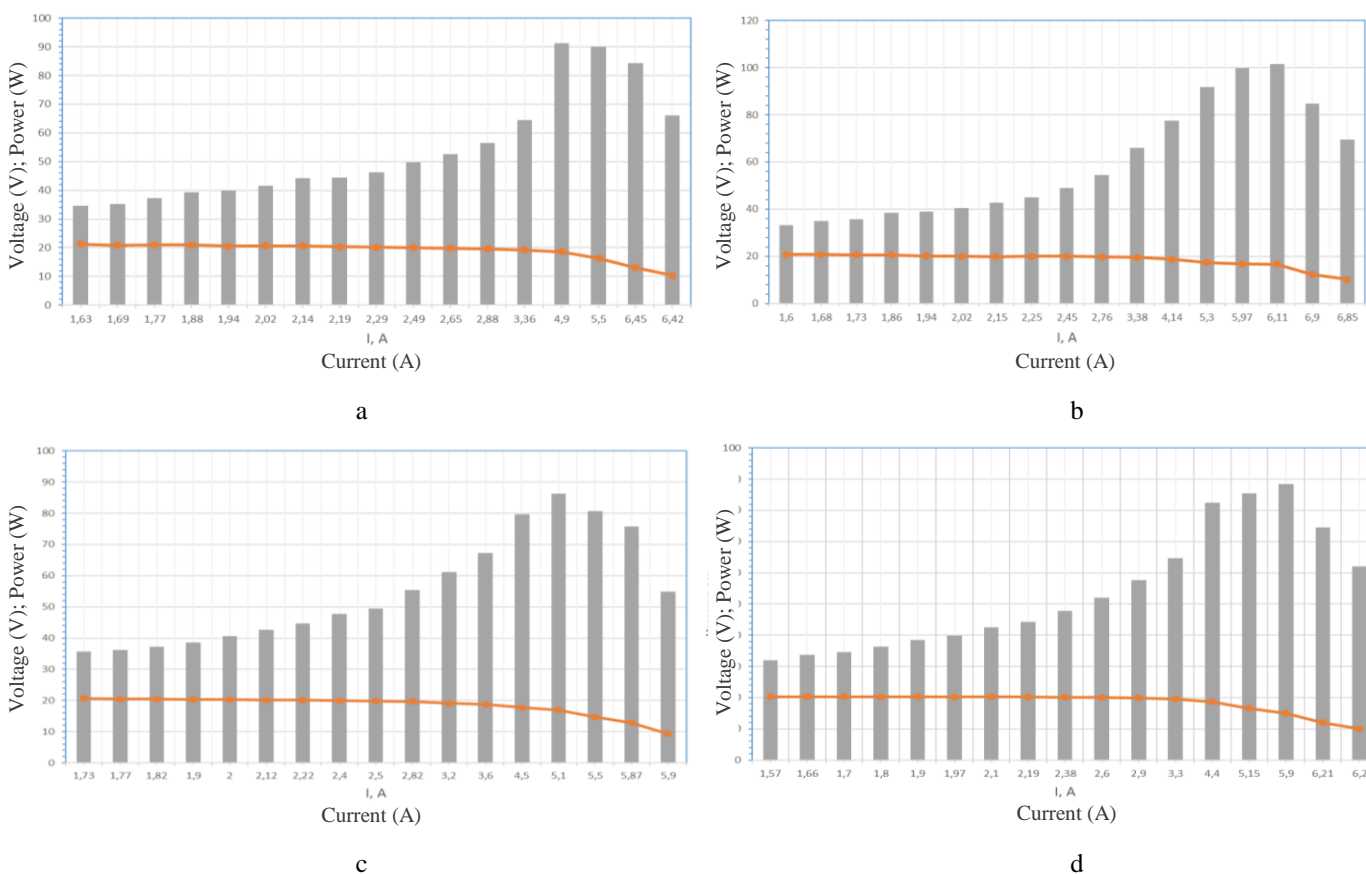 Voltage (V); Power (W)
100
90
80
70
60
50
40
30
20
10
0
1,63 1,69 1,77 1,88 1,94 2,02 2,14 2,19 2,29 2,49 2,65 2,88 3,36 4,9 5,5 6,45 6,42
I, A
Current (A)
a
Voltage (V); Power (W)
120
100
80
60
40
20
0
1,6 1,68 1,73 1,86 1,94 2,02 2,15 2,25 2,45 2,76 3,38 4,14 5,3 5,97 6,11 6,9 6,85
I, A
Current (A)
b
Voltage (V); Power (W)
100
90
80
70
60
50
40
30
20
10
0
1,73 1,77 1,82 1,9 2 2,12 2,22 2,4 2,5 2,82 3,2 3,6 4,5 5,1 5,5 5,87 5,9
I, A
Current (A)
c
Voltage (V); Power (W)
100
0
1,57 1,66 1,7 1,8 1,9 1,97 2,1 2,19 2,38 2,6 2,9 3,3 4,4 5,15 5,9 6,21 6,2
I, A
Current (A)
d